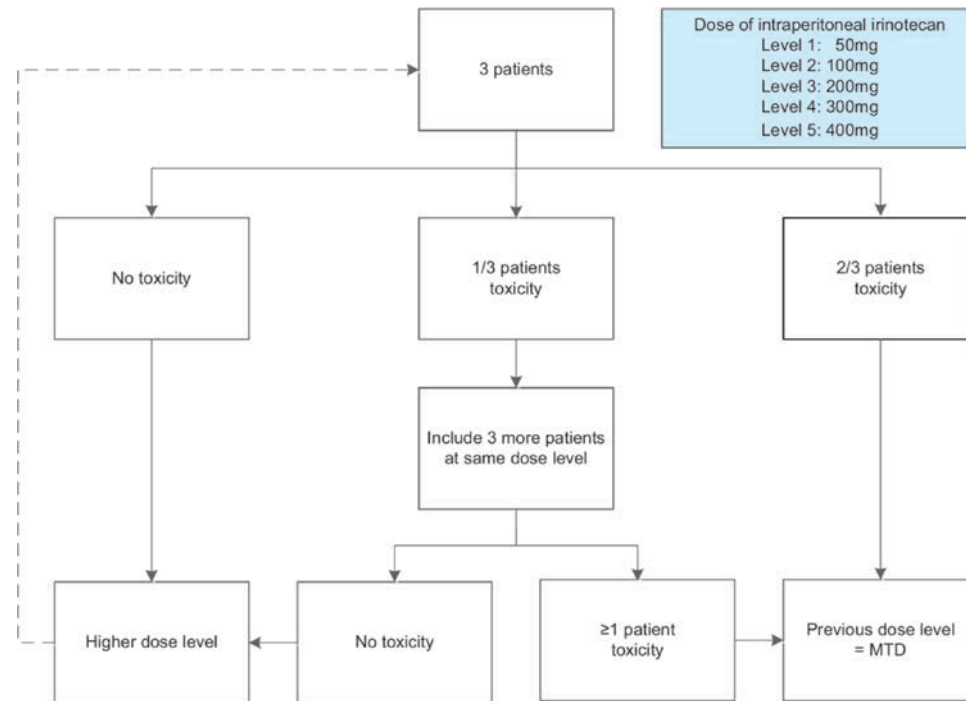 3 patients
Dose of intraperitoneal irinotecan
Level 1: 50mg
Level 2: 100mg
Level 3: 200mg
Level 4: 300mg
Level 5: 400mg
No toxicity
1/3 patients
toxicity
2/3 patients
toxicity
Include 3 more patients
at same dose level
Higher dose level
No toxicity
≥1 patient
toxicity
Previous dose level
= MTD